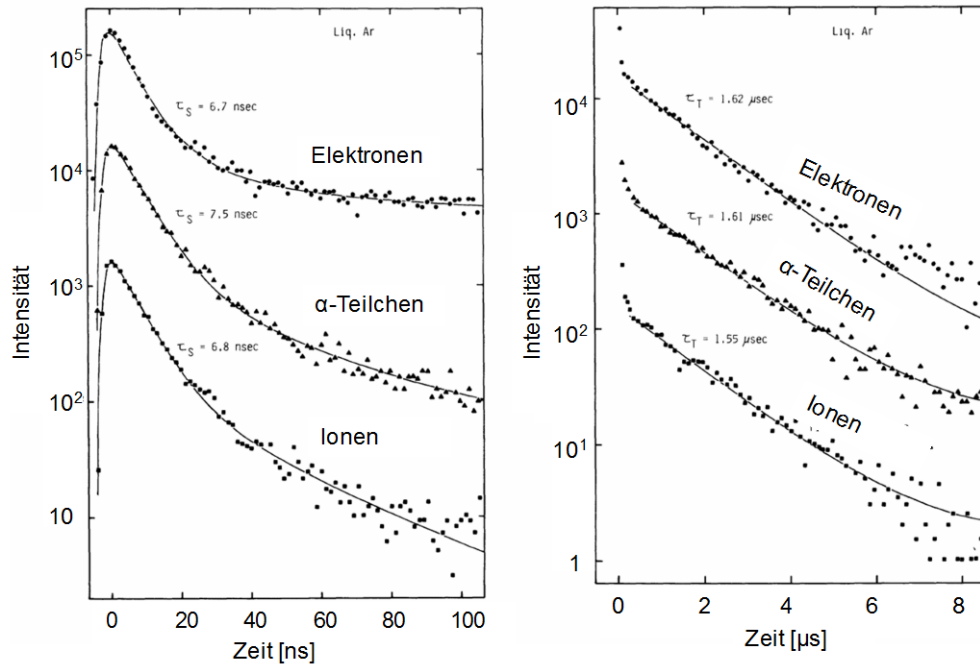 Liq. Ar
10⁵
10⁴
10³
10²
10
Intensität
τS = 6.7 nsec
Elektronen
τS = 7.5 nsec
α-Teilchen
τS = 6.8 nsec
Ionen
0 20 40 60 80 100
Zeit [ns]
Liq. Ar
10⁴
10³
10²
10¹
1
Intensität
τT = 1.62 μsec
Elektronen
τT = 1.61 μsec
α-Teilchen
τT = 1.55 μsec
Ionen
0 2 4 6 8
Zeit [µs]